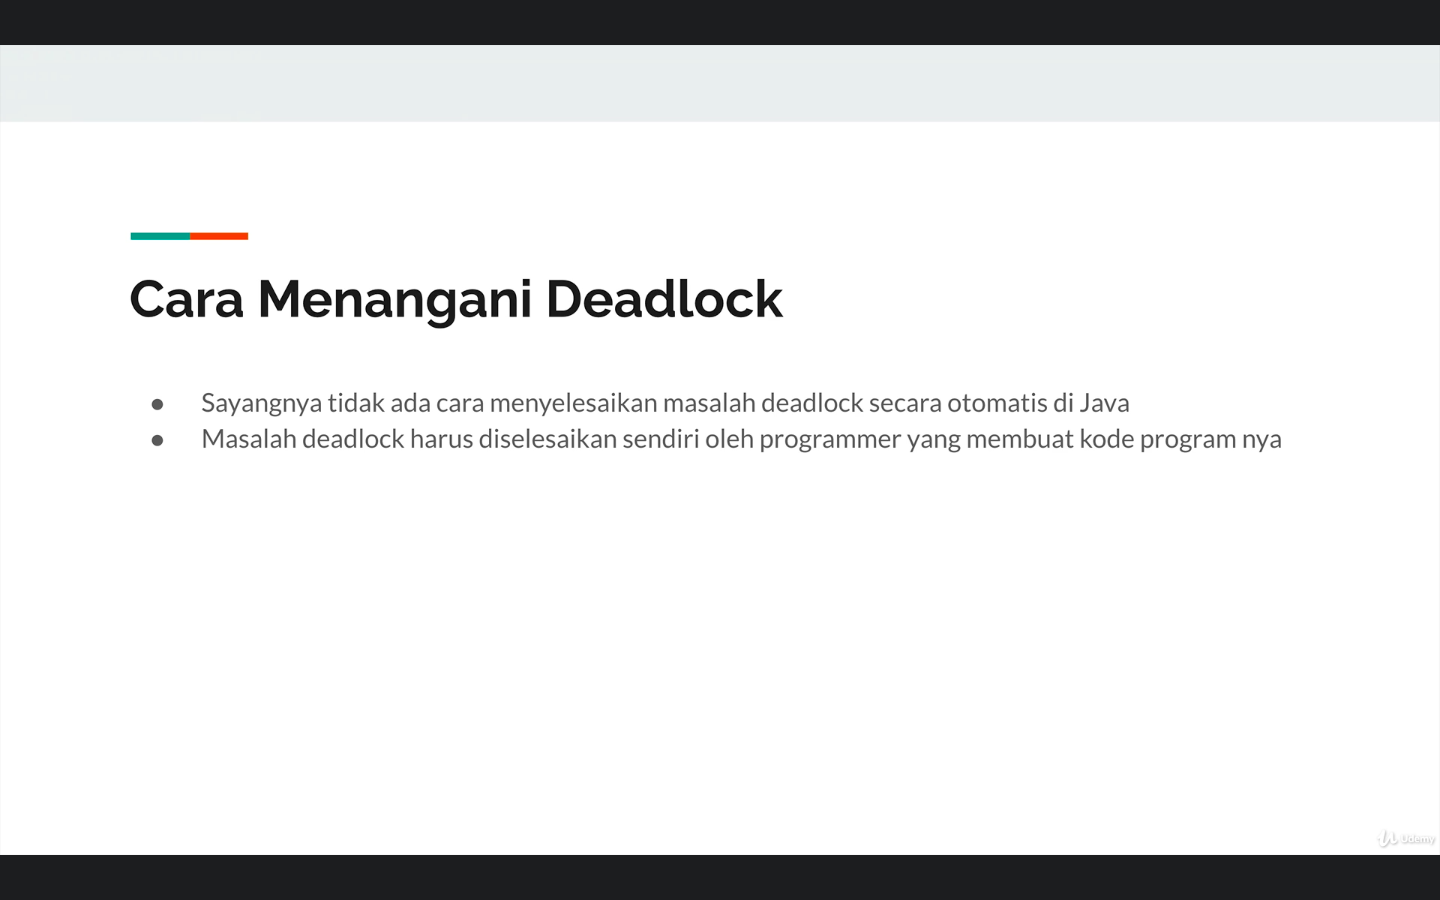 Cara Menangani Deadlock
● Sayangnya tidak ada cara menyelesaikan masalah deadlock secara otomatis di Java
● Masalah deadlock harus diselesaikan sendiri oleh programmer yang membuat kode program nya
Udemy